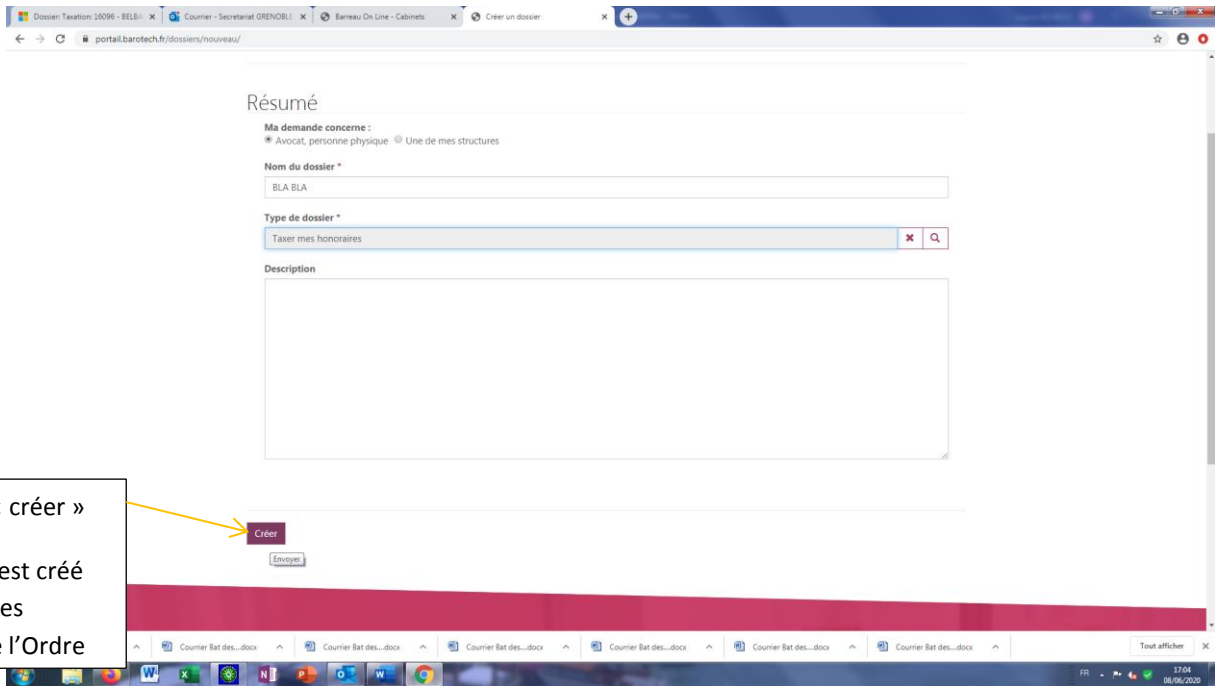 Dossier: Taxation: 16096 - BELBA
Courrier - Secretariat GRENOBL
Barreau On Line - Cabinets
Créer un dossier
portail.barotech.fr/dossiers/nouveau/
Résumé
Ma demande concerne :
Avocat, personne physique Une de mes structures
Nom du dossier *
BLA BLA
Type de dossier *
Taxer mes honoraires
Description
créer »
est créé
es
l’Ordre
Créer
Envoyer
Courrier Bat des...docx
Courrier Bat des...docx
Courrier Bat des...docx
Courrier Bat des...docx
Courrier Bat des...docx
Courrier Bat des...docx
Tout afficher
FR
17:04
08/06/2020